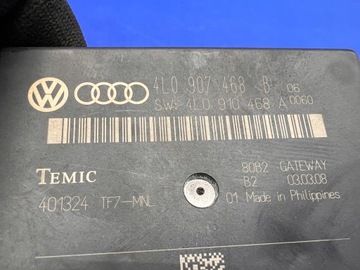 4L0 907 468 B 06
SW: 4L0 910 468 A 0060
TEMIC 8082 GATEWAY
401324 TF7-MNL B2 03.03.08
01 Made in Philippines